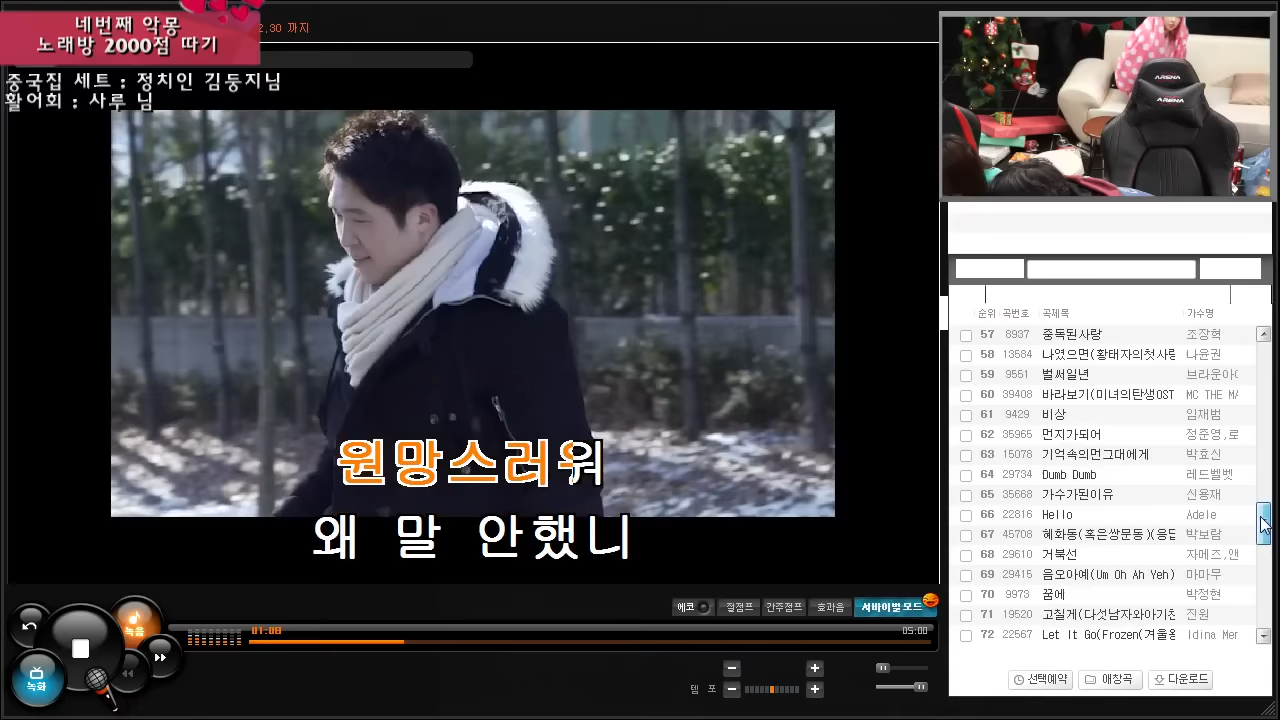 네번째 악몽
노래방 2000점 따기
2,30 까지
중국집 세트 : 정치인 김둥지님
활어회 : 사루 님
원망스러워
왜 말 안했니
ARENA
ARENA
순위 곡번호 곡제목 가수명
57 8937 중독된사랑 조장혁
58 13584 나였으면(황태자의첫사랑 나윤권
59 9551 벌써일년 브라운아
60 39408 바라보기(미녀의탄생OST MC THE MA
61 9429 비상 임재범
62 35965 먼지가되어 정준영,로
63 15078 기억속의먼그대에게 박효신
64 29734 Dumb Dumb 레드벨벳
65 35668 가수가된이유 신용재
66 22816 Hello Adele
67 45706 혜화동(혹은쌍문동)(응답 박보람
68 29610 거북선 자메즈,앤
69 29415 음오아예(Um Oh Ah Yeh) 마마무
70 9973 꿈에 박정현
71 19520 고칠게(다섯남자와아기천 진원
72 22567 Let It Go(Frozen(겨울왕 Idina Mer
선택예약 애창곡 다운로드
에코 절점프 간주점프 효과음 서바이벌 모드
녹음
01:08 05:00
녹화
템 포